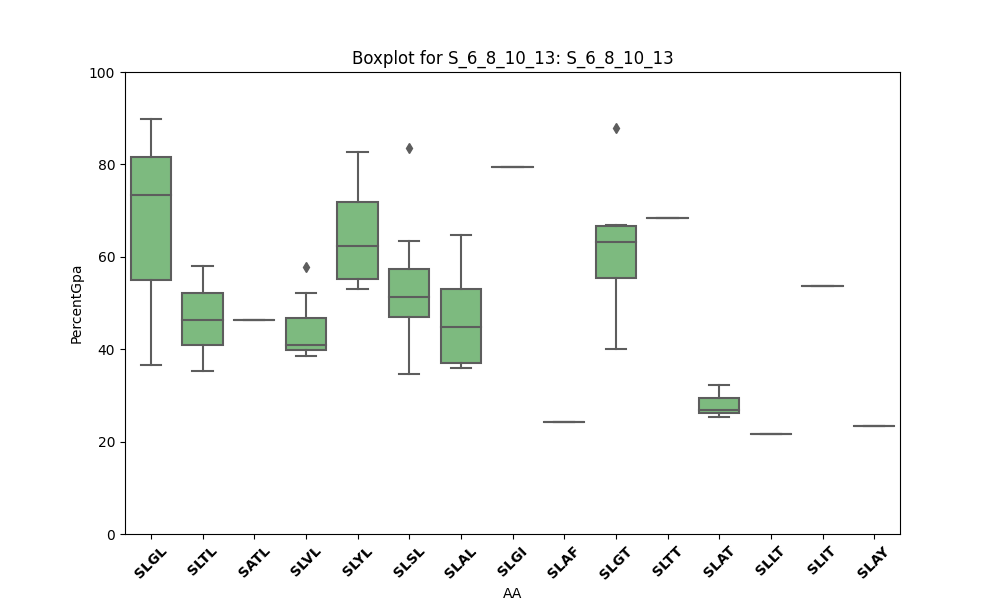 Boxplot for S_6_8_10_13: S_6_8_10_13
PercentGpa
100
80
60
40
20
0
SLGL SLTL SATL SLVL SLYL SLSL SLAL SLGI SLAF SLGT SLTT SLAT SLLT SLIT SLAY
AA